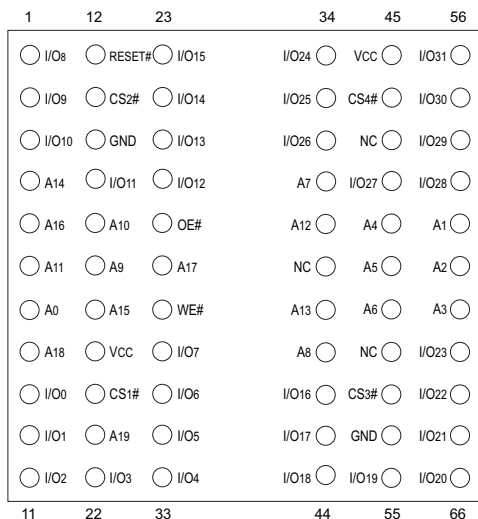 1 12 23 34 45 56
I/O8 RESET# I/O15 I/O24 VCC I/O31
I/O9 CS2# I/O14 I/O25 CS4# I/O30
I/O10 GND I/O13 I/O26 NC I/O29
A14 I/O11 I/O12 A7 I/O27 I/O28
A16 A10 OE# A12 A4 A1
A11 A9 A17 NC A5 A2
A0 A15 WE# A13 A6 A3
A18 VCC I/O7 A8 NC I/O23
I/O0 CS1# I/O6 I/O16 CS3# I/O22
I/O1 A19 I/O5 I/O17 GND I/O21
I/O2 I/O3 I/O4 I/O18 I/O19 I/O20
11 22 33 44 55 66